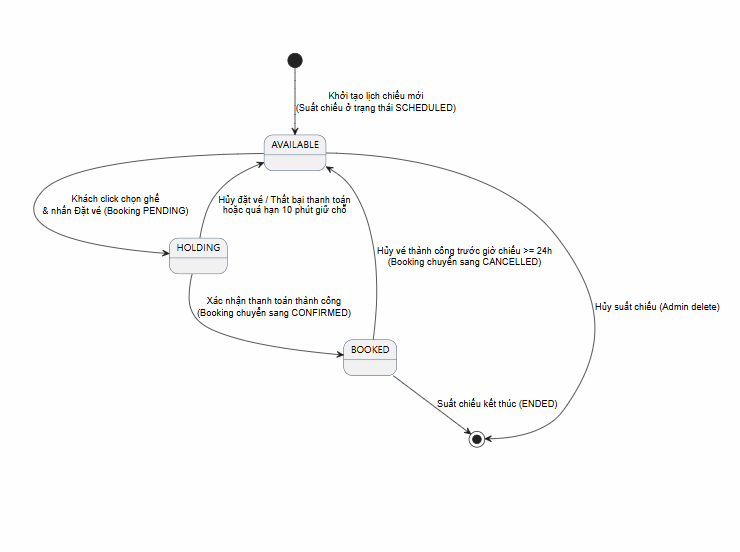 Khởi tạo lịch chiếu mới
(Suất chiếu ở trạng thái SCHEDULED)
AVAILABLE
Khách click chọn ghế
& nhấn Đặt vé (Booking PENDING)
Hủy đặt vé / Thất bại thanh toán
hoặc quá hạn 10 phút giữ chỗ
HOLDING
Hủy vé thành công trước giờ chiếu >= 24h
(Booking chuyển sang CANCELLED)
Xác nhận thanh toán thành công
(Booking chuyển sang CONFIRMED)
Hủy suất chiếu (Admin delete)
BOOKED
Suất chiếu kết thúc (ENDED)